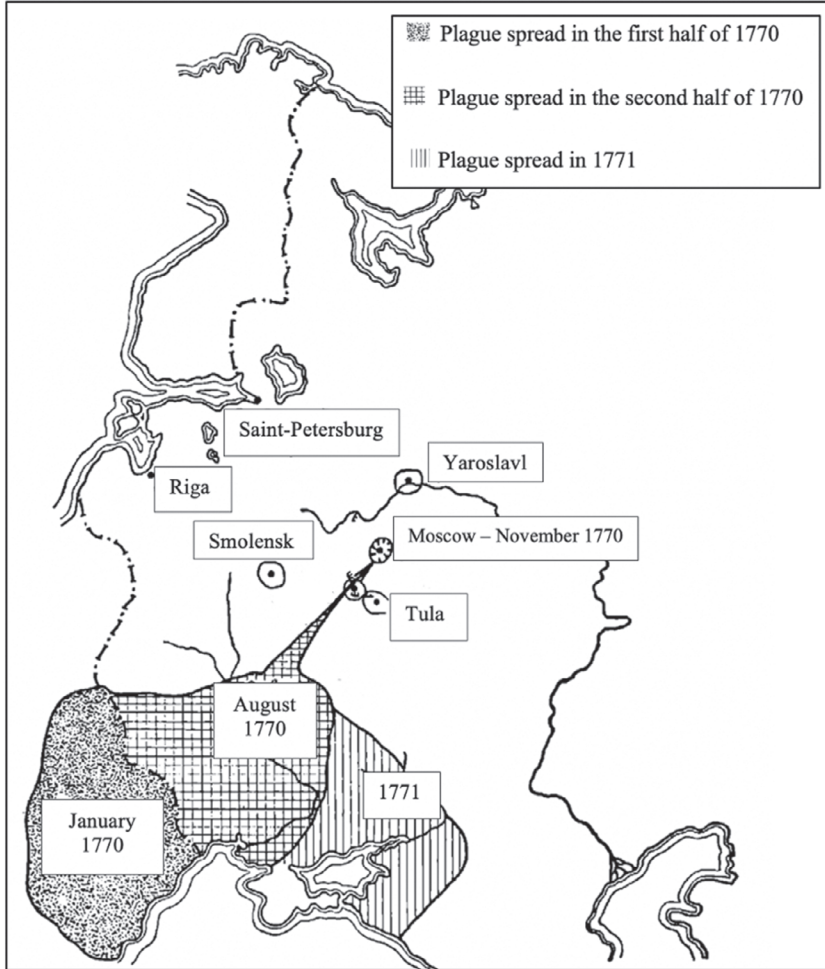 Plague spread in the first half of 1770
Plague spread in the second half of 1770
Plague spread in 1771
Saint-Petersburg
Yaroslavl
Riga
Moscow – November 1770
Smolensk
Tula
August
1770
1771
January
1770